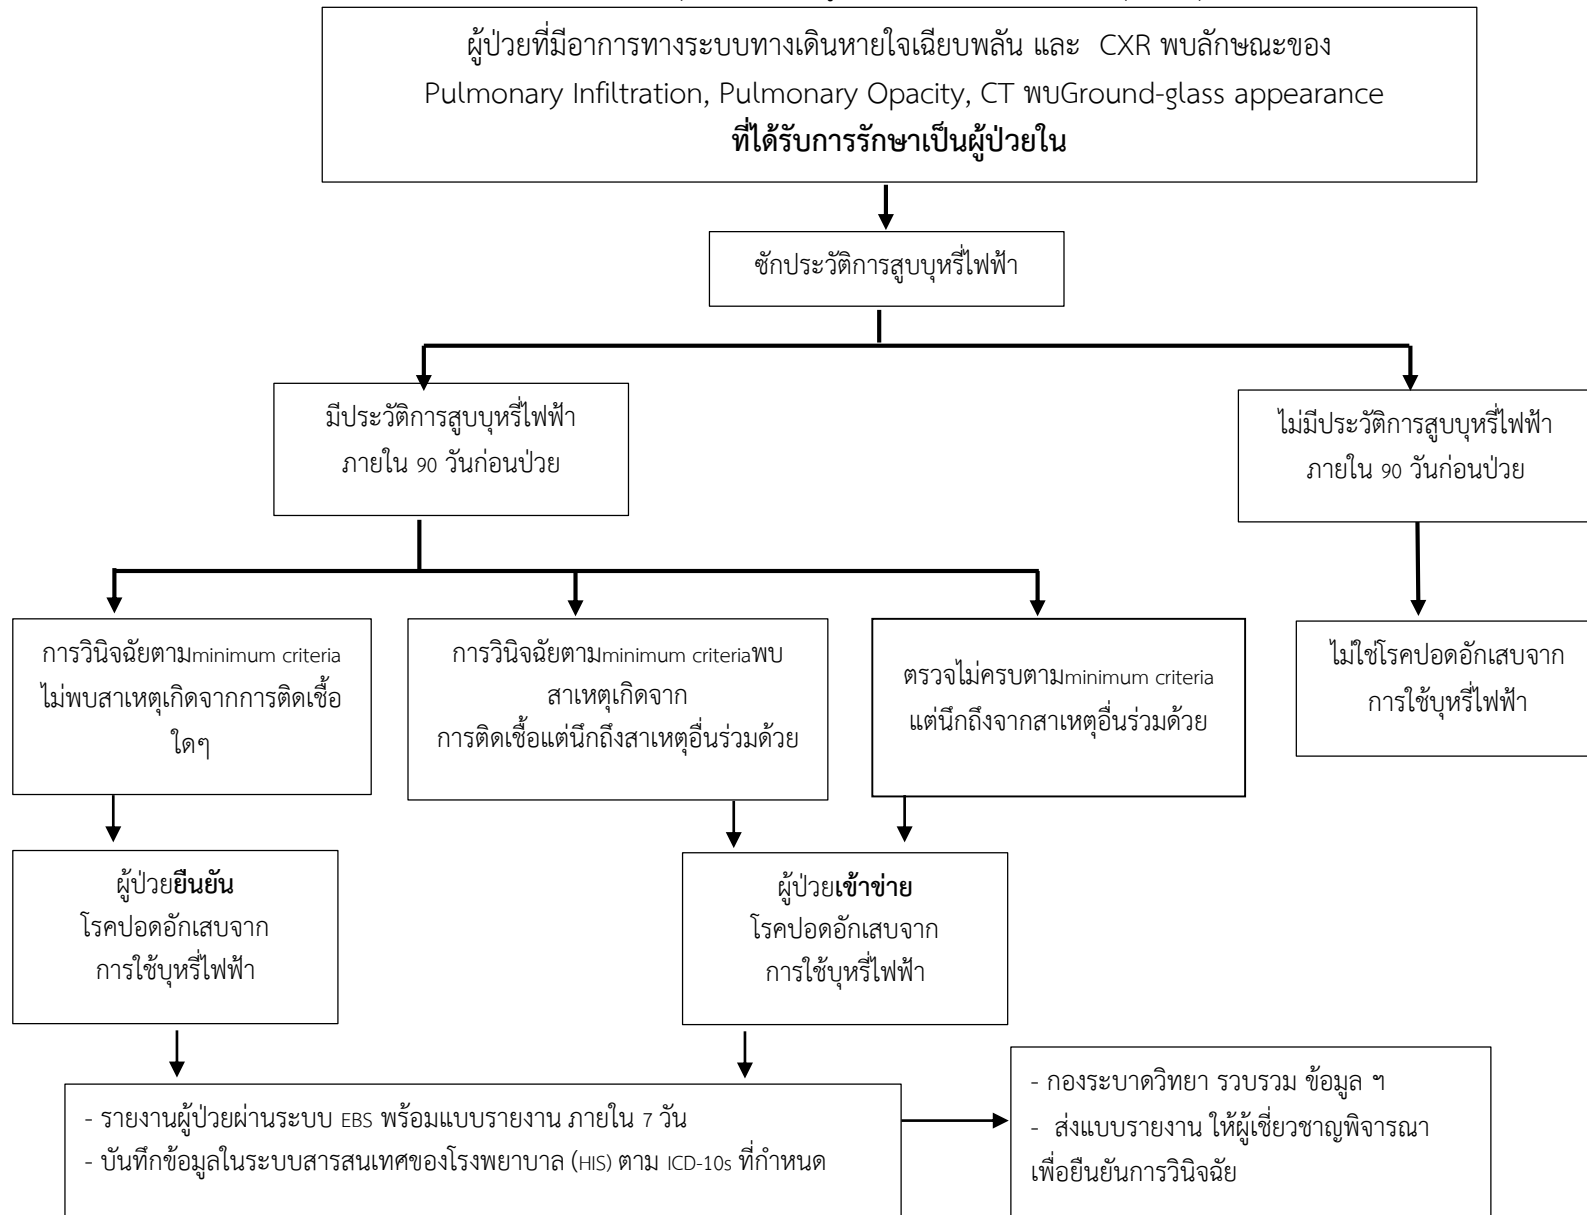 ผู้ป่วยที่มีอาการทางระบบทางเดินหายใจเฉียบพลัน และ CXR พบลักษณะของ
Pulmonary Infiltration, Pulmonary Opacity, CT พบGround-glass appearance
ที่ได้รับการรักษาเป็นผู้ป่วยใน
ซักประวัติการสูบบุหรี่ไฟฟ้า
มีประวัติการสูบบุหรี่ไฟฟ้า
ภายใน 90 วันก่อนป่วย
ไม่มีประวัติการสูบบุหรี่ไฟฟ้า
ภายใน 90 วันก่อนป่วย
การวินิจฉัยตามminimum criteria
ไม่พบสาเหตุเกิดจากการติดเชื้อ
ใดๆ
การวินิจฉัยตามminimum criteriaพบ
สาเหตุเกิดจาก
การติดเชื้อแต่นึกถึงสาเหตุอื่นร่วมด้วย
ตรวจไม่ครบตามminimum criteria
แต่นึกถึงจากสาเหตุอื่นร่วมด้วย
ไม่ใช่โรคปอดอักเสบจาก
การใช้บุหรี่ไฟฟ้า
ผู้ป่วยยืนยัน
โรคปอดอักเสบจาก
การใช้บุหรี่ไฟฟ้า
ผู้ป่วยเข้าข่าย
โรคปอดอักเสบจาก
การใช้บุหรี่ไฟฟ้า
- รายงานผู้ป่วยผ่านระบบ EBS พร้อมแบบรายงาน ภายใน 7 วัน
- บันทึกข้อมูลในระบบสารสนเทศของโรงพยาบาล (HIS) ตาม ICD-10s ที่กำหนด
- กองระบาดวิทยา รวบรวม ข้อมูล ฯ
- ส่งแบบรายงาน ให้ผู้เชี่ยวชาญพิจารณา
เพื่อยืนยันการวินิจฉัย